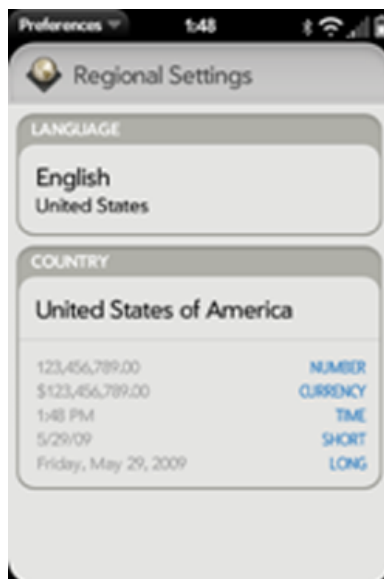 Preferences
1:48
Regional Settings
LANGUAGE
English
United States
COUNTRY
United States of America
123,456,789.00 NUMBER
$123,456,789.00 CURRENCY
1:48 PM TIME
5/29/09 SHORT
Friday, May 29, 2009 LONG